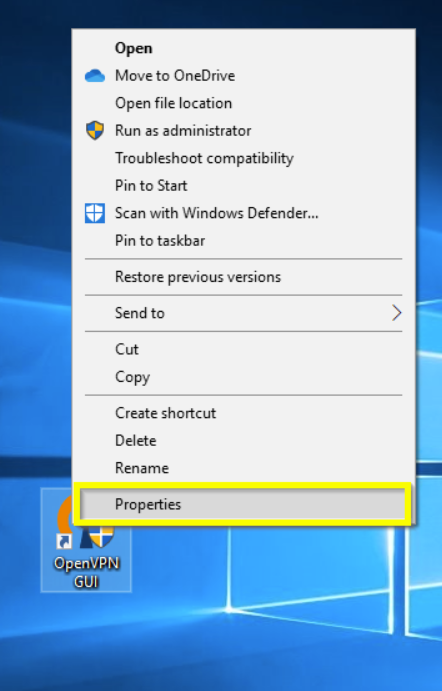 Open
Move to OneDrive
Open file location
Run as administrator
Troubleshoot compatibility
Pin to Start
Scan with Windows Defender...
Pin to taskbar
Restore previous versions
Send to
Cut
Copy
Create shortcut
Delete
Rename
Properties
OpenVPN
GUI